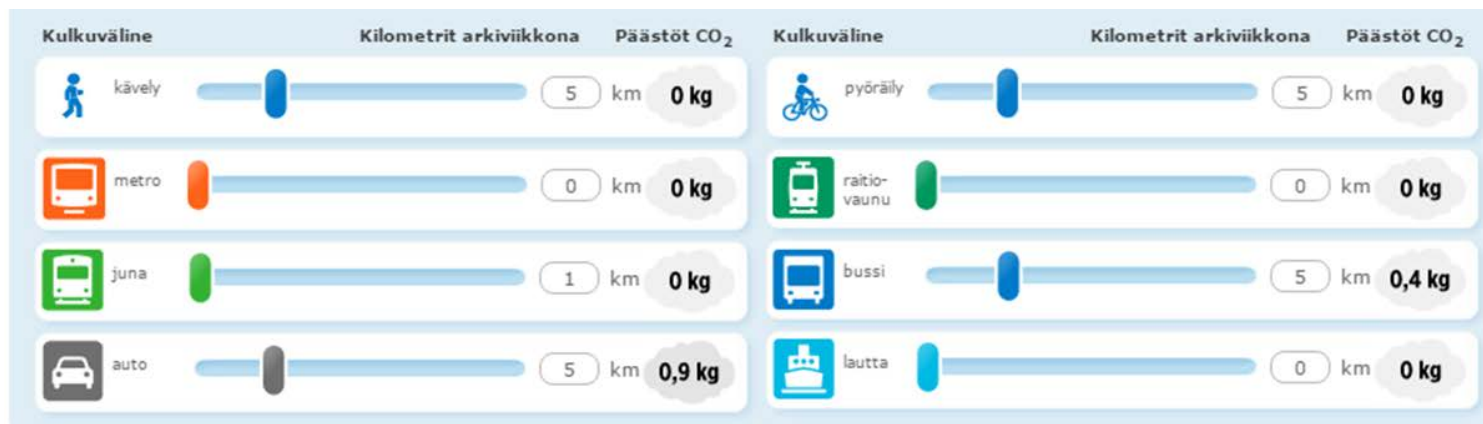 Kulkuväline Kilometrit arkiviikkona Päästöt CO₂ Kulkuväline Kilometrit arkiviikkona Päästöt CO₂
kävely 5 km 0 kg pyöräily 5 km 0 kg
metro 0 km 0 kg raitio-
vaunu 0 km 0 kg
juna 1 km 0 kg bussi 5 km 0,4 kg
auto 5 km 0,9 kg lautta 0 km 0 kg